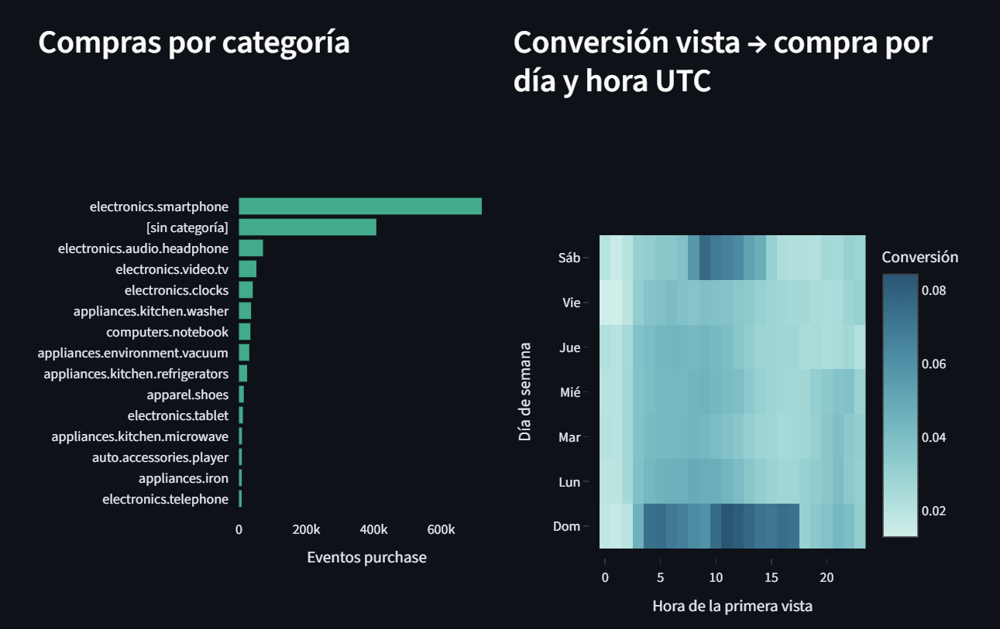 Compras por categoría
electronics.smartphone
[sin categoría]
electronics.audio.headphone
electronics.video.tv
electronics.clocks
appliances.kitchen.washer
computers.notebook
appliances.environment.vacuum
appliances.kitchen.refrigerators
apparel.shoes
electronics.tablet
appliances.kitchen.microwave
auto.accessories.player
appliances.iron
electronics.telephone
0 200k 400k 600k
Eventos purchase
Conversión vista → compra por
día y hora UTC
Día de semana
Sáb
Vie
Jue
Mié
Mar
Lun
Dom
0 5 10 15 20
Hora de la primera vista
Conversión
0.08
0.06
0.04
0.02